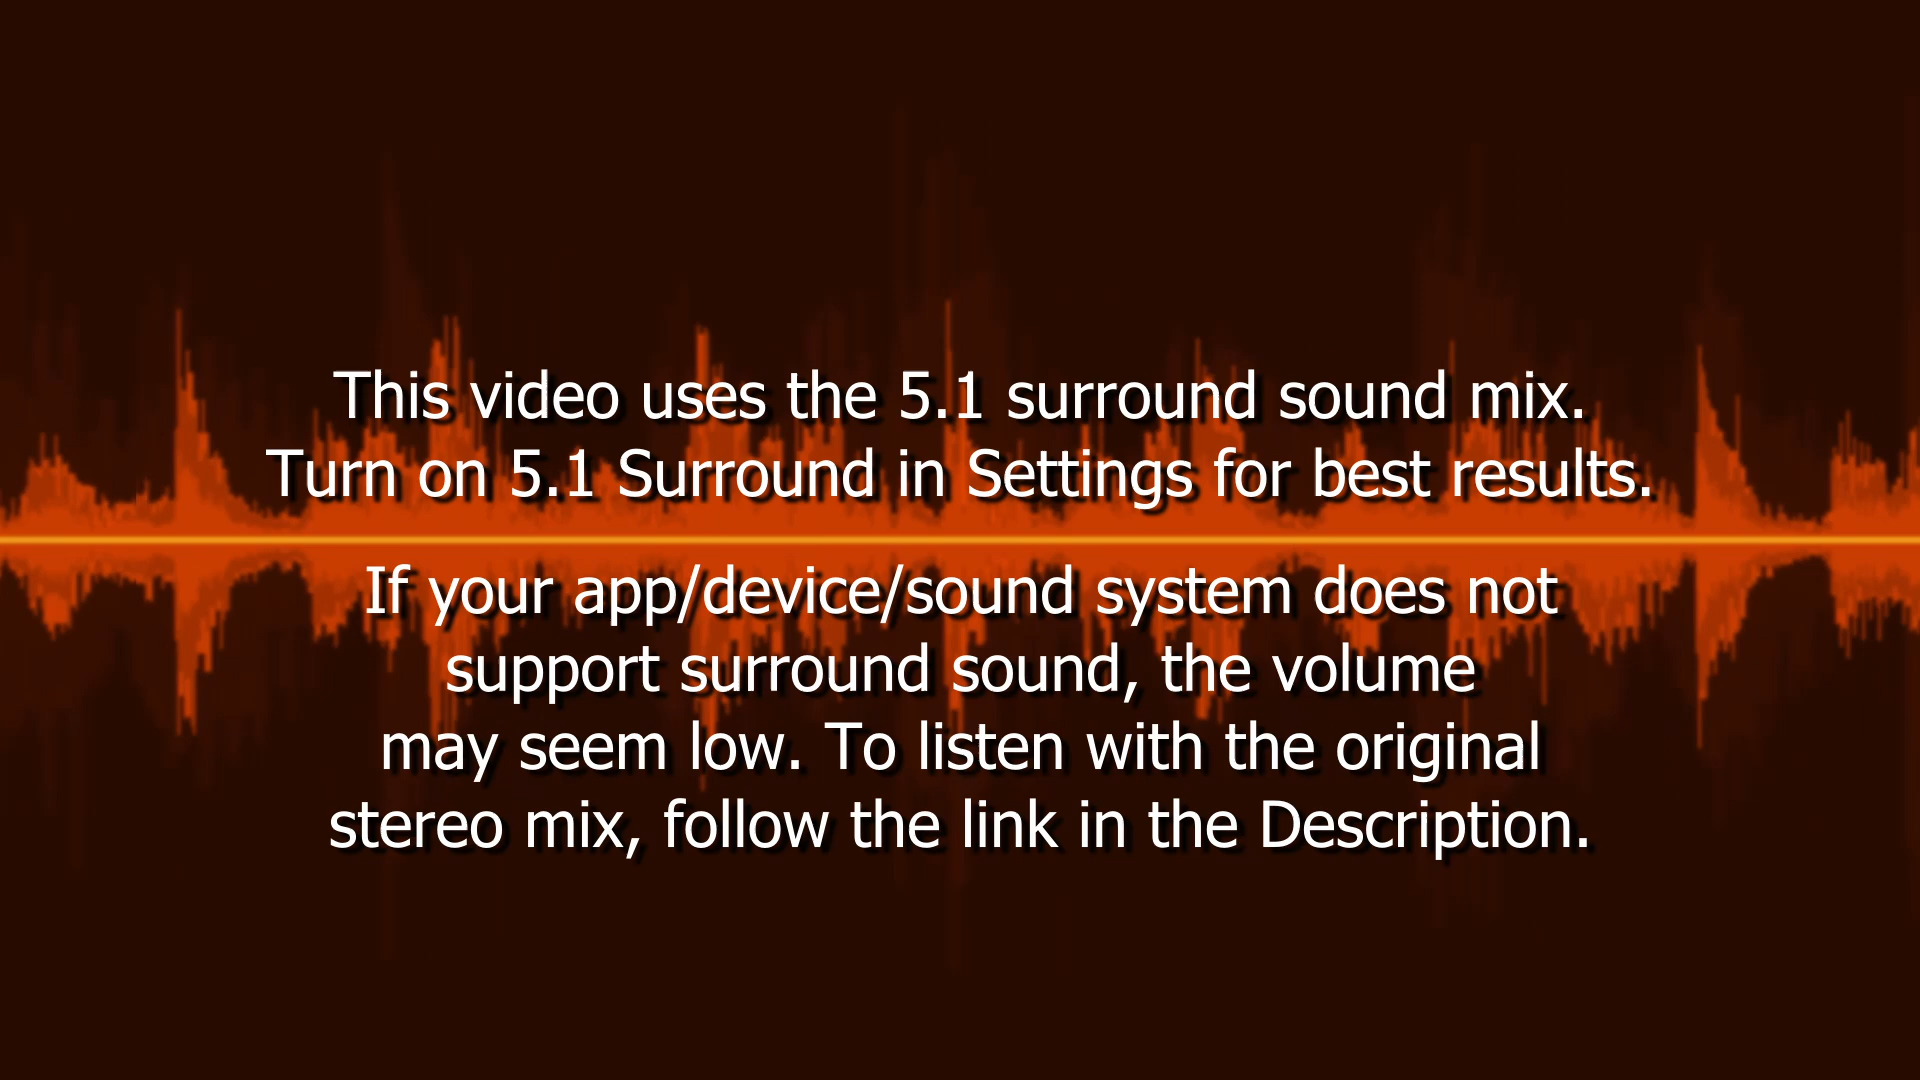 This video uses the 5.1 surround sound mix.
Turn on 5.1 Surround in Settings for best results.
If your app/device/sound system does not
support surround sound, the volume
may seem low. To listen with the original
stereo mix, follow the link in the Description.